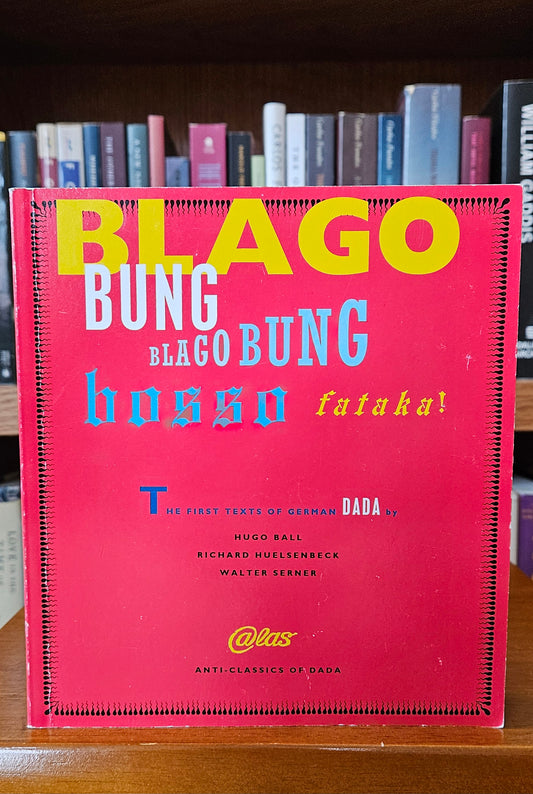 BLAGO
BUNG
BLAGO BUNG
bosso fataka!
THE FIRST TEXTS OF GERMAN DADA by
HUGO BALL
RICHARD HUELSENBECK
WALTER SERNER
@las
ANTI-CLASSICS OF DADA
WILLIAM GADDIS